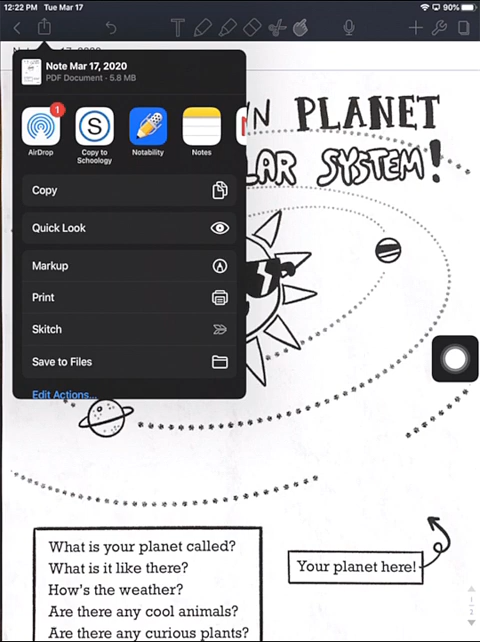 12:22 PM Tue Mar 17
90%
Note Mar 17, 2020
PDF Document · 5.8 MB
1
AirDrop
S
Copy to
Schoology
Notability
Notes
Copy
Quick Look
Markup
Print
Skitch
Save to Files
Edit Actions...
PLANET
SYSTEM!
What is your planet called?
What is it like there?
How's the weather?
Are there any cool animals?
Are there any curious plants?
Your planet here!
1
2